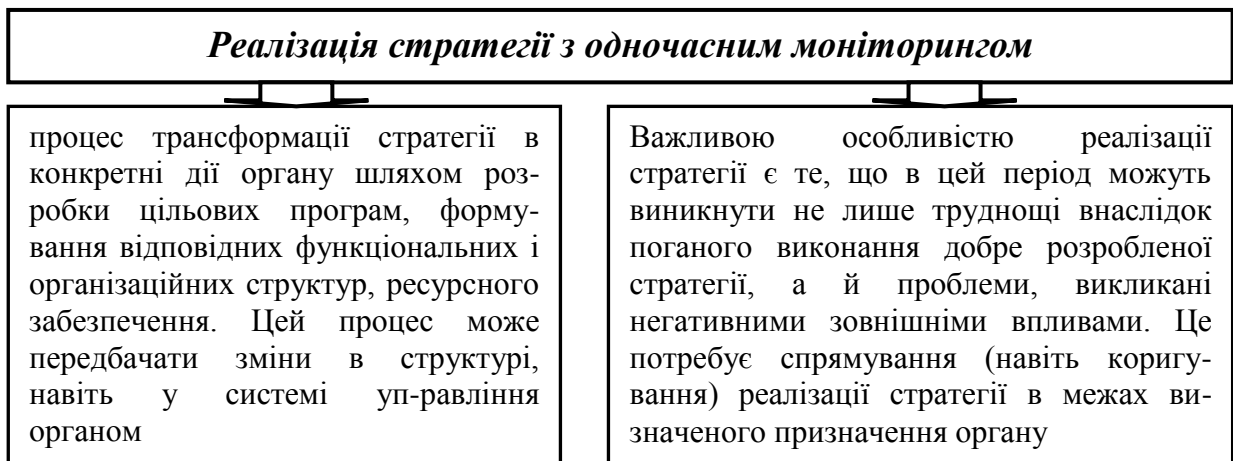 Реалізація стратегії з одночасним моніторингом
процес трансформації стратегії в
конкретні дії органу шляхом роз-
робки цільових програм, форму-
вання відповідних функціональних і
організаційних структур, ресурсного
забезпечення. Цей процес може
передбачати зміни в структурі,
навіть у системі уп-равління
органом
Важливою особливістю реалізації
стратегії є те, що в цей період можуть
виникнути не лише труднощі внаслідок
поганого виконання добре розробленої
стратегії, а й проблеми, викликані
негативними зовнішніми впливами. Це
потребує спрямування (навіть коригу-
вання) реалізації стратегії в межах ви-
значеного призначення органу